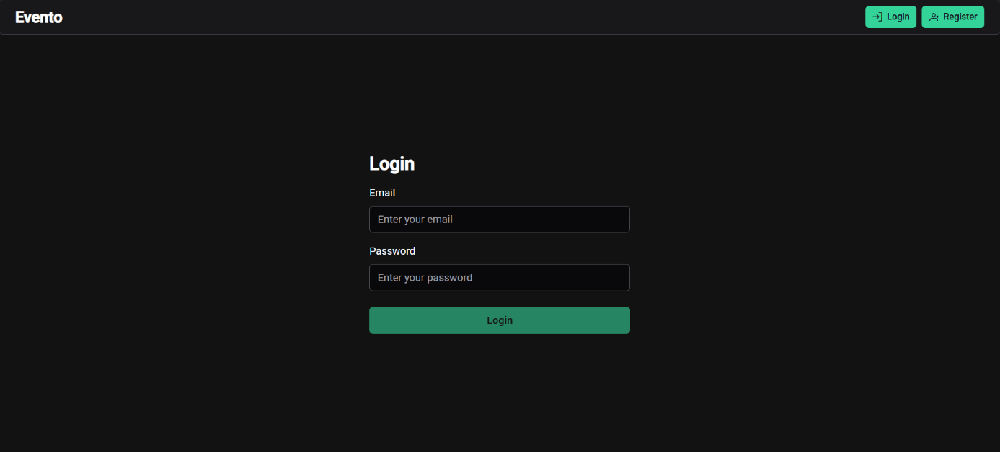 Evento
Login
Register
Login
Email
Enter your email
Password
Enter your password
Login